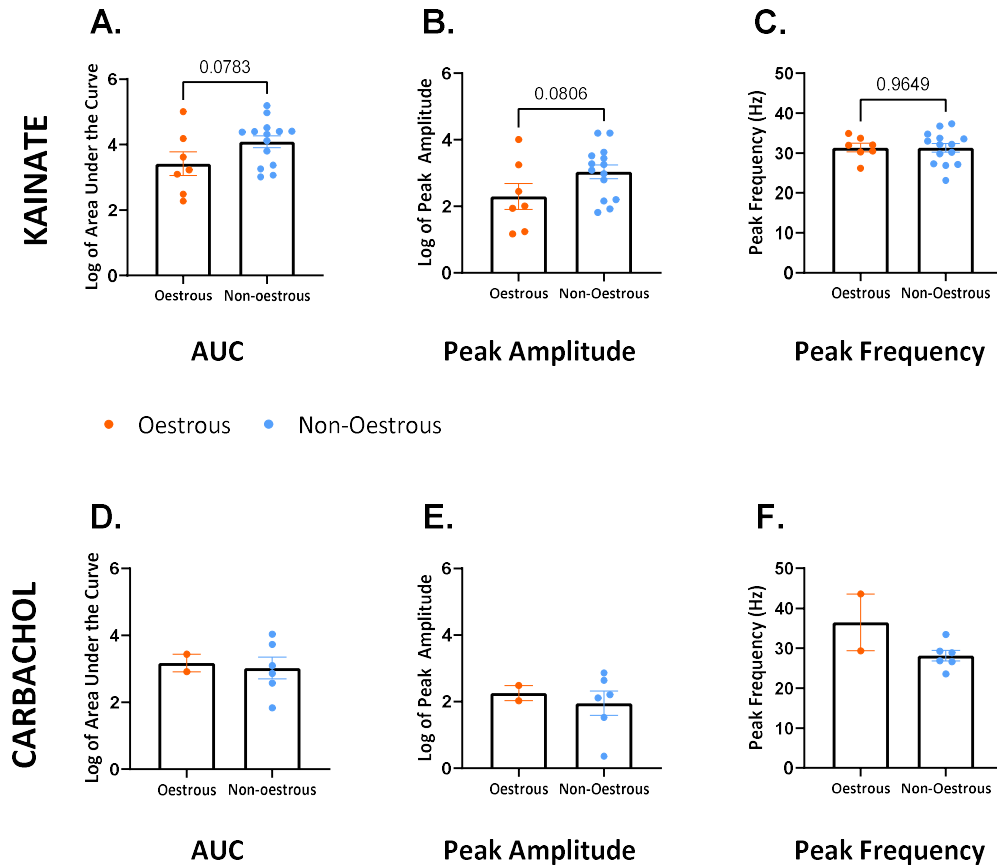 A.
B.
C.
KAINATE
Log of Area Under the Curve
6
4
2
0
0.0783
Oestrous
Non-oestrous
AUC
Log of Peak Amplitude
6
4
2
0
0.0806
Oestrous
Non-Oestrous
Peak Amplitude
Peak Frequency (Hz)
50
40
30
20
10
0
0.9649
Oestrous
Non-Oestrous
Peak Frequency
Oestrous
Non-Oestrous
D.
E.
F.
CARBACHOL
Log of Area Under the Curve
6
4
2
0
Oestrous
Non-oestrous
AUC
Log of Peak Amplitude
6
4
2
0
Oestrous
Non-Oestrous
Peak Amplitude
Peak Frequency (Hz)
50
40
30
20
10
0
Oestrous
Non-Oestrous
Peak Frequency